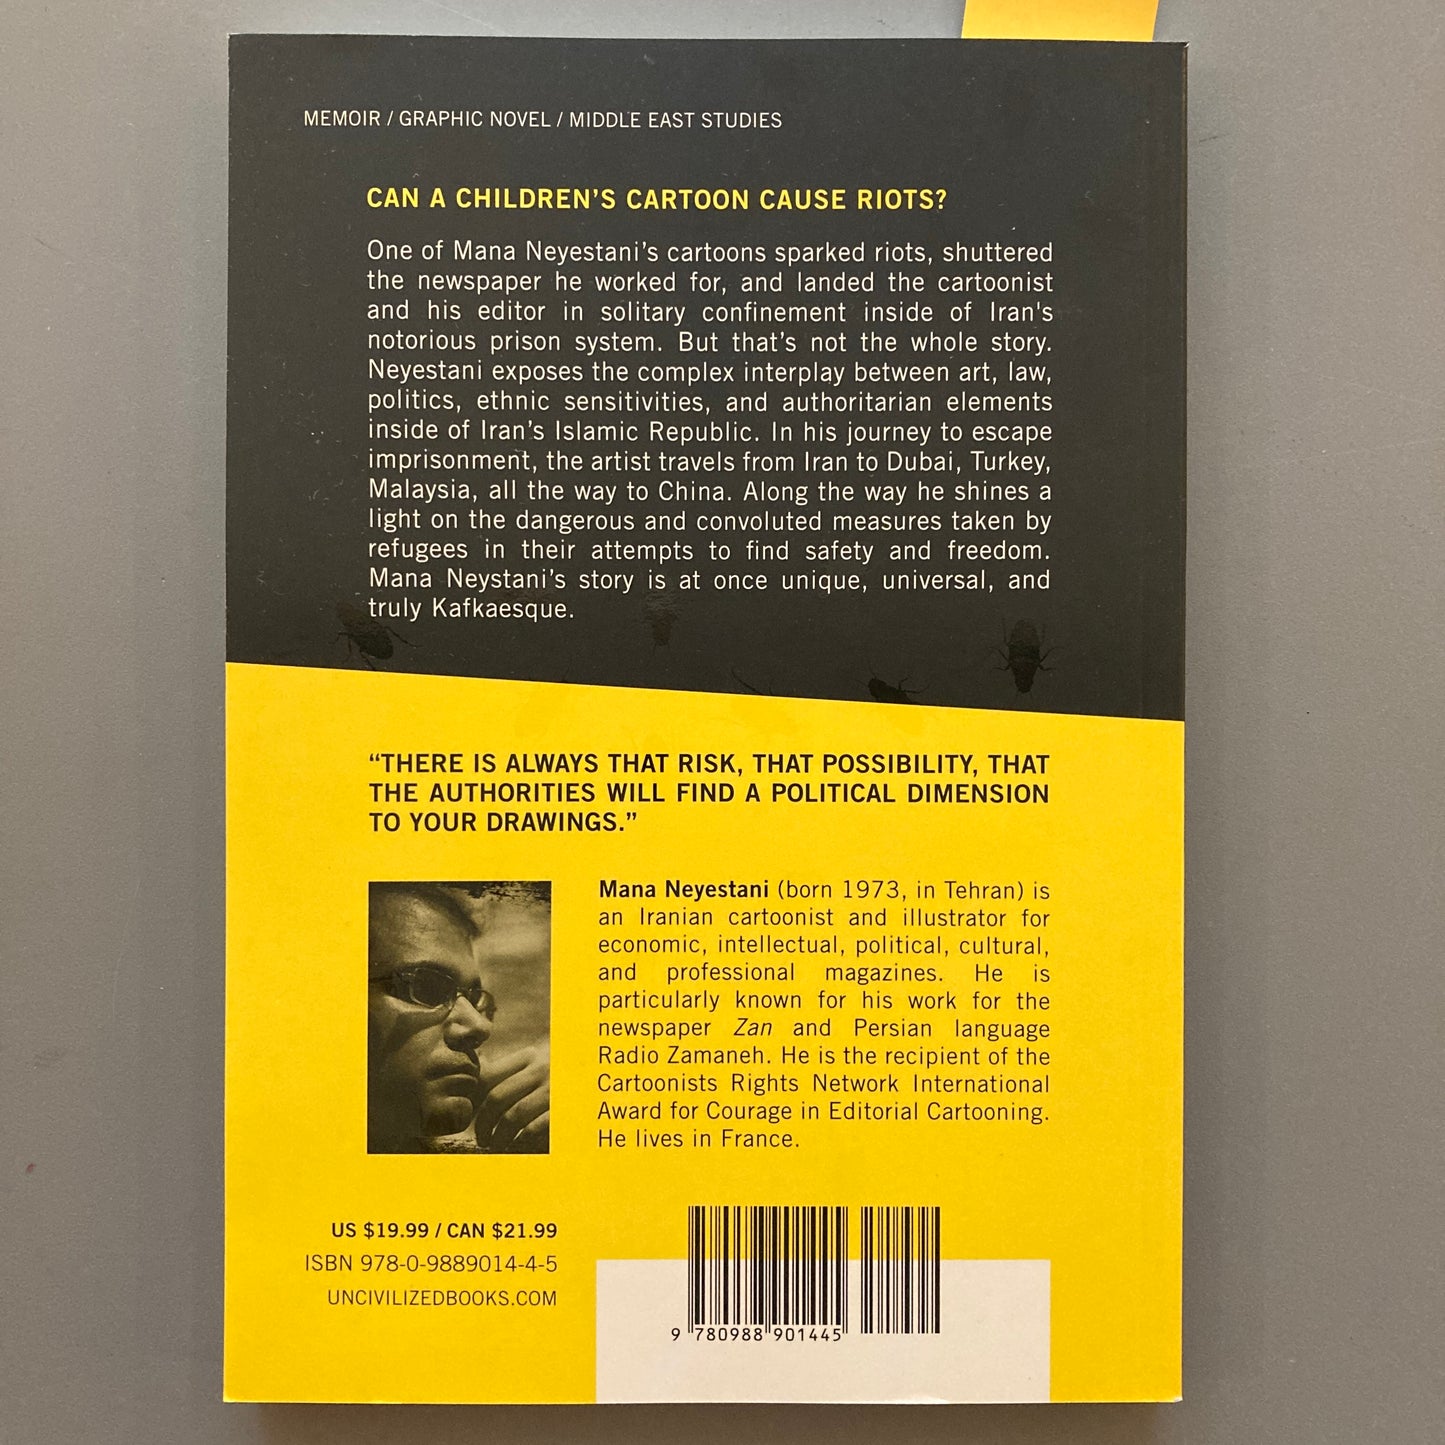 MEMOIR / GRAPHIC NOVEL / MIDDLE EAST STUDIES
CAN A CHILDREN’S CARTOON CAUSE RIOTS?
One of Mana Neyestani’s cartoons sparked riots, shuttered
the newspaper he worked for, and landed the cartoonist
and his editor in solitary confinement inside of Iran's
notorious prison system. But that’s not the whole story.
Neyestani exposes the complex interplay between art, law,
politics, ethnic sensitivities, and authoritarian elements
inside of Iran’s Islamic Republic. In his journey to escape
imprisonment, the artist travels from Iran to Dubai, Turkey,
Malaysia, all the way to China. Along the way he shines a
light on the dangerous and convoluted measures taken by
refugees in their attempts to find safety and freedom.
Mana Neystani’s story is at once unique, universal, and
truly Kafkaesque.
“THERE IS ALWAYS THAT RISK, THAT POSSIBILITY, THAT
THE AUTHORITIES WILL FIND A POLITICAL DIMENSION
TO YOUR DRAWINGS.”
Mana Neyestani (born 1973, in Tehran) is
an Iranian cartoonist and illustrator for
economic, intellectual, political, cultural,
and professional magazines. He is
particularly known for his work for the
newspaper Zan and Persian language
Radio Zamaneh. He is the recipient of the
Cartoonists Rights Network International
Award for Courage in Editorial Cartooning.
He lives in France.
US $19.99 / CAN $21.99
ISBN 978-0-9889014-4-5
UNCIVILIZEDBOOKS.COM
9 780988 901445